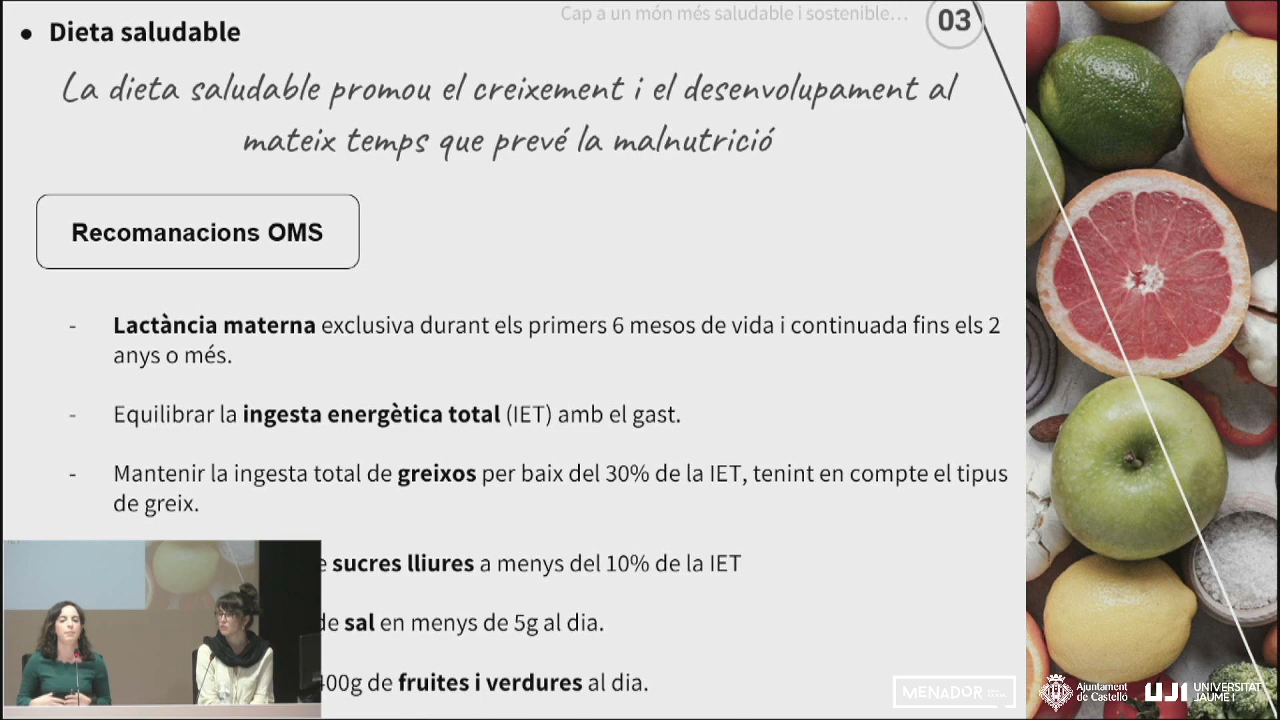 Cap a un món més saludable i sostenible...
03
● Dieta saludable
La dieta saludable promou el creixement i el desenvolupament al
mateix temps que prevé la malnutrició
Recomanacions OMS
- Lactància materna exclusiva durant els primers 6 mesos de vida i continuada fins els 2
anys o més.
- Equilibrar la ingesta energètica total (IET) amb el gast.
- Mantenir la ingesta total de greixos per baix del 30% de la IET, tenint en compte el tipus
de greix.
sucres lliures a menys del 10% de la IET
de sal en menys de 5g al dia.
400g de fruites i verdures al dia.
MENADOR
Ajuntament
de Castelló
UJI UNIVERSITAT
JAUME I